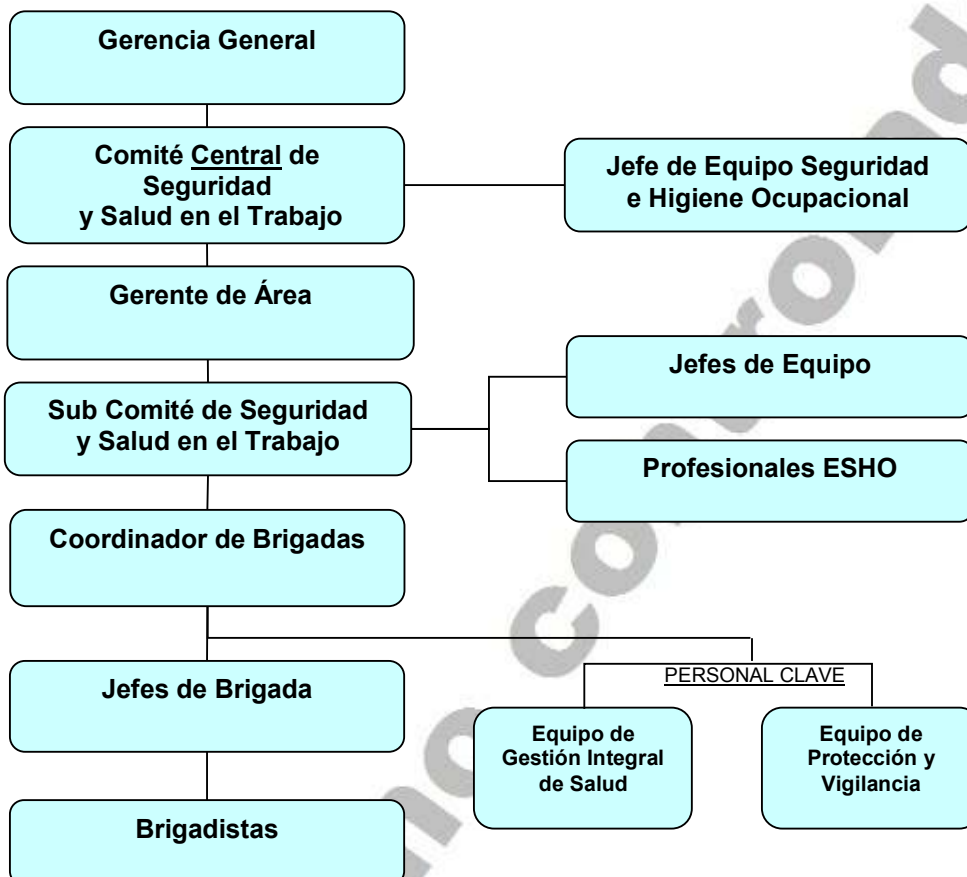 Gerencia General
Comité Central de
Seguridad
y Salud en el Trabajo
Jefe de Equipo Seguridad
e Higiene Ocupacional
Gerente de Área
Jefes de Equipo
Sub Comité de Seguridad
y Salud en el Trabajo
Profesionales ESHO
Coordinador de Brigadas
Jefes de Brigada
PERSONAL CLAVE
Equipo de
Gestión Integral
de Salud
Equipo de
Protección y
Vigilancia
Brigadistas
no